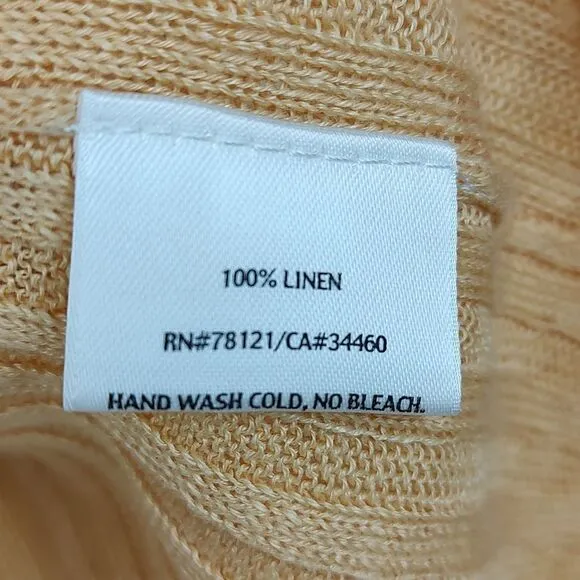 100% LINEN
RN#78121/CA#34460
HAND WASH COLD, NO BLEACH.